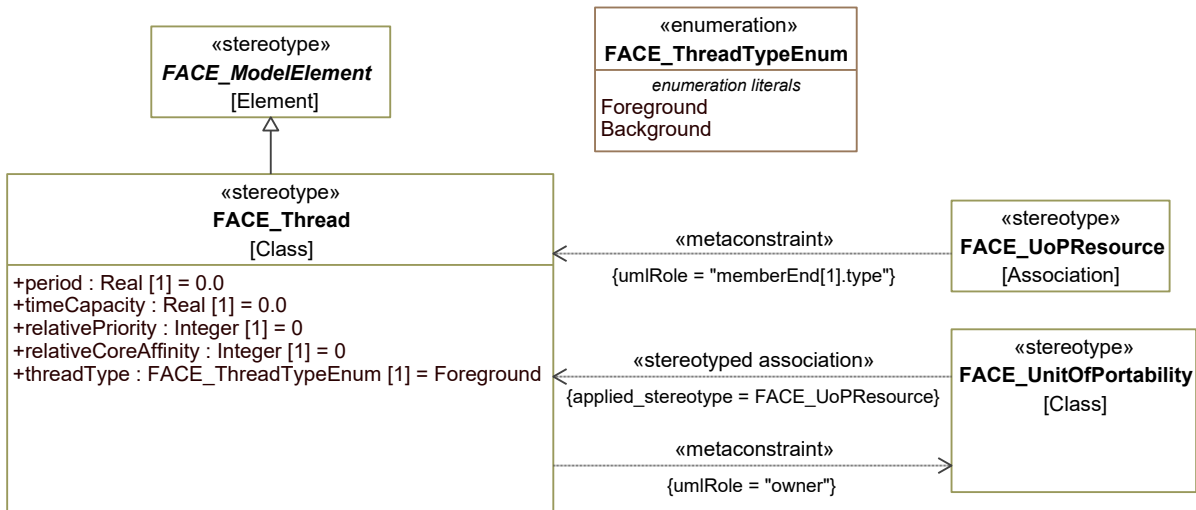 «stereotype»
FACE_ModelElement
[Element]
«enumeration»
FACE_ThreadTypeEnum
enumeration literals
Foreground
Background
«stereotype»
FACE_Thread
[Class]
+period : Real [1] = 0.0
+timeCapacity : Real [1] = 0.0
+relativePriority : Integer [1] = 0
+relativeCoreAffinity : Integer [1] = 0
+threadType : FACE_ThreadTypeEnum [1] = Foreground
«metaconstraint»
{umlRole = "memberEnd[1].type"}
«stereotype»
FACE_UoPResource
[Association]
«stereotyped association»
{applied_stereotype = FACE_UoPResource}
«stereotype»
FACE_UnitOfPortability
[Class]
«metaconstraint»
{umlRole = "owner"}